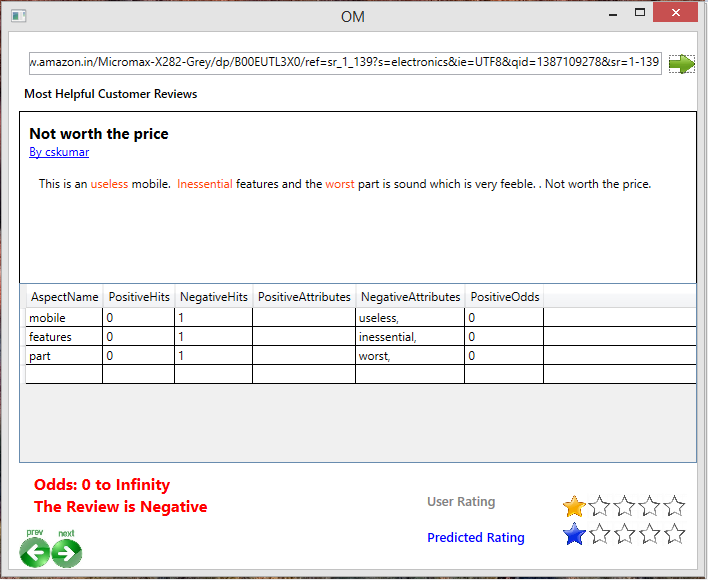 OM
w.amazon.in/Micromax-X282-Grey/dp/B00EUTL3X0/ref=sr_1_139?s=electronics&ie=UTF8&qid=1387109278&sr=1-139
Most Helpful Customer Reviews
Not worth the price
By cskumar
This is an useless mobile. Inessential features and the worst part is sound which is very feeble. . Not worth the price.
AspectName PositiveHits NegativeHits PositiveAttributes NegativeAttributes PositiveOdds
mobile 0 1 useless, 0
features 0 1 inessential, 0
part 0 1 worst, 0
Odds: 0 to Infinity
The Review is Negative
User Rating
Predicted Rating
prev next